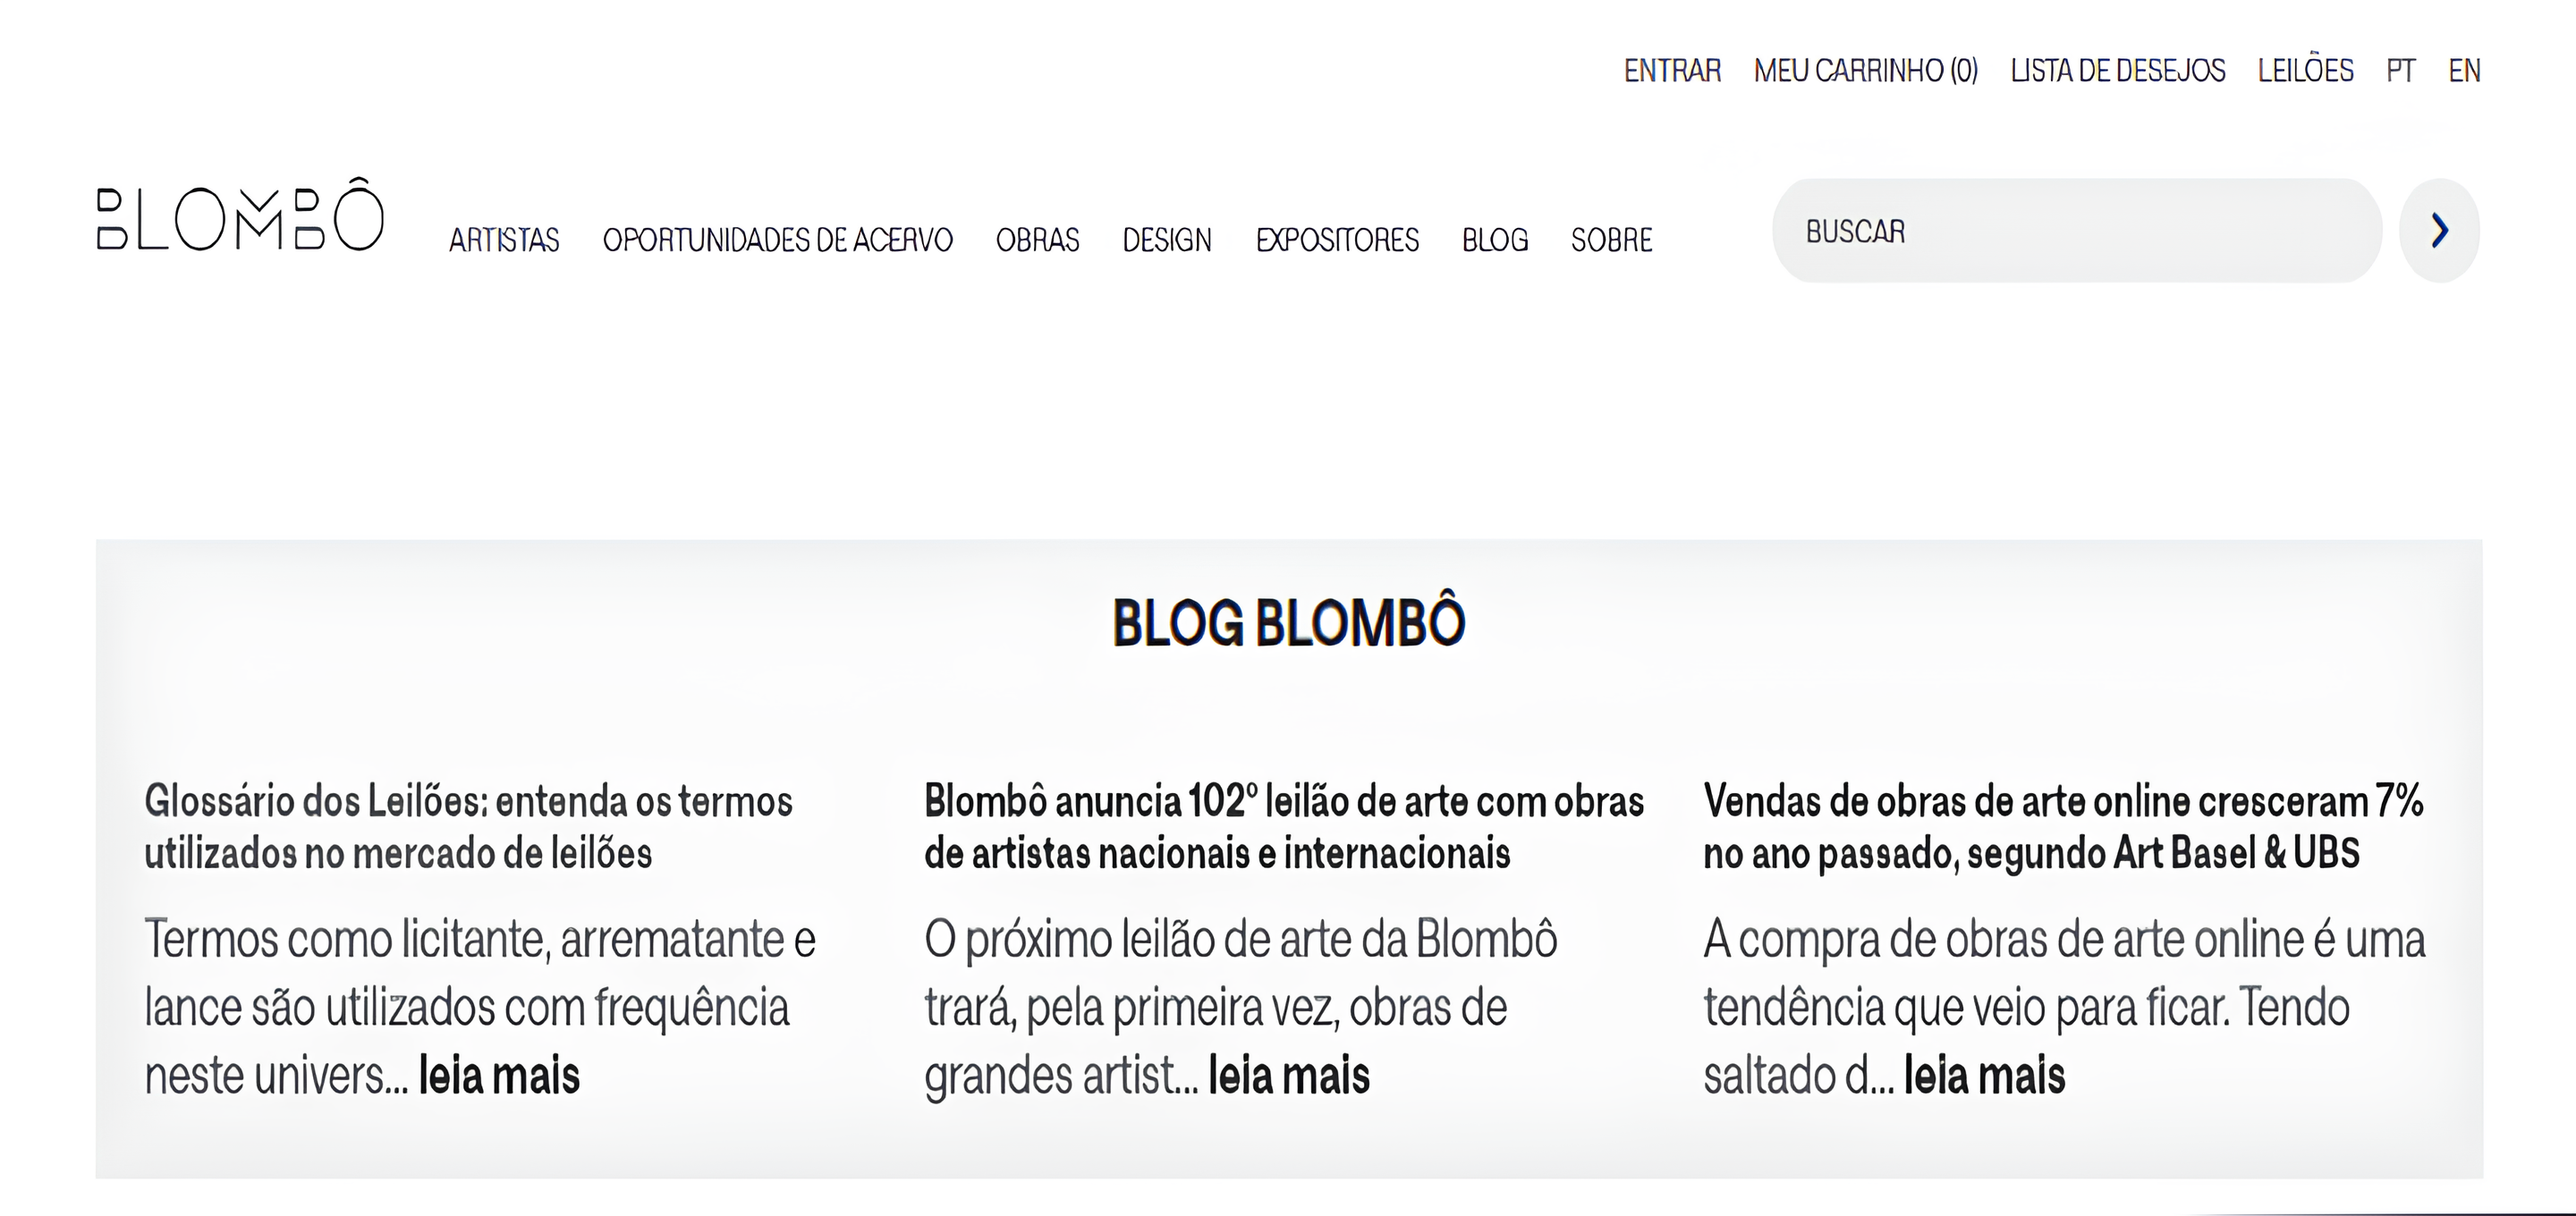 ENTRAR MEU CARRINHO (0) LISTA DE DESEJOS LEILÕES PT EN
BLOMBÔ ARTISTAS OPORTUNIDADES DE ACERVO OBRAS DESIGN EXPOSITORES BLOG SOBRE BUSCAR
BLOG BLOMBÔ
Glossário dos Leilões: entenda os termos
utilizados no mercado de leilões
Termos como licitante, arrematante e
lance são utilizados com frequência
neste univers... leia mais
Blombô anuncia 102º leilão de arte com obras
de artistas nacionais e internacionais
O próximo leilão de arte da Blombô
trará, pela primeira vez, obras de
grandes artist... leia mais
Vendas de obras de arte online cresceram 7%
no ano passado, segundo Art Basel & UBS
A compra de obras de arte online é uma
tendência que veio para ficar. Tendo
saltado d... leia mais